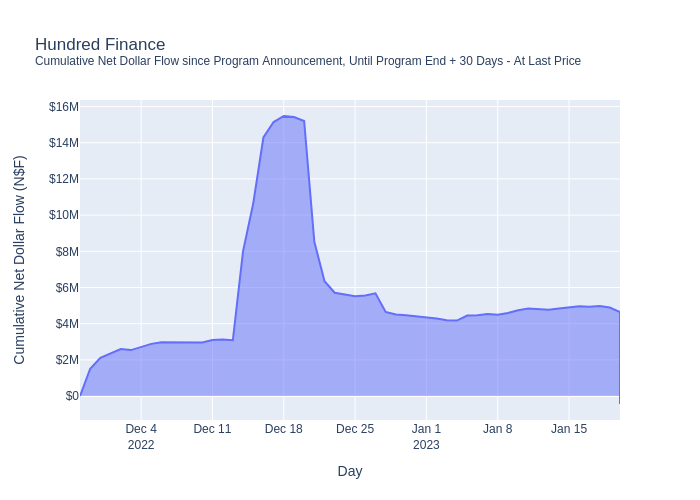 Hundred Finance
Cumulative Net Dollar Flow since Program Announcement, Until Program End + 30 Days - At Last Price
Cumulative Net Dollar Flow (N$F)
$16M
$14M
$12M
$10M
$8M
$6M
$4M
$2M
$0
Dec 4 Dec 11 Dec 18 Dec 25 Jan 1 Jan 8 Jan 15
2022 2023
Day